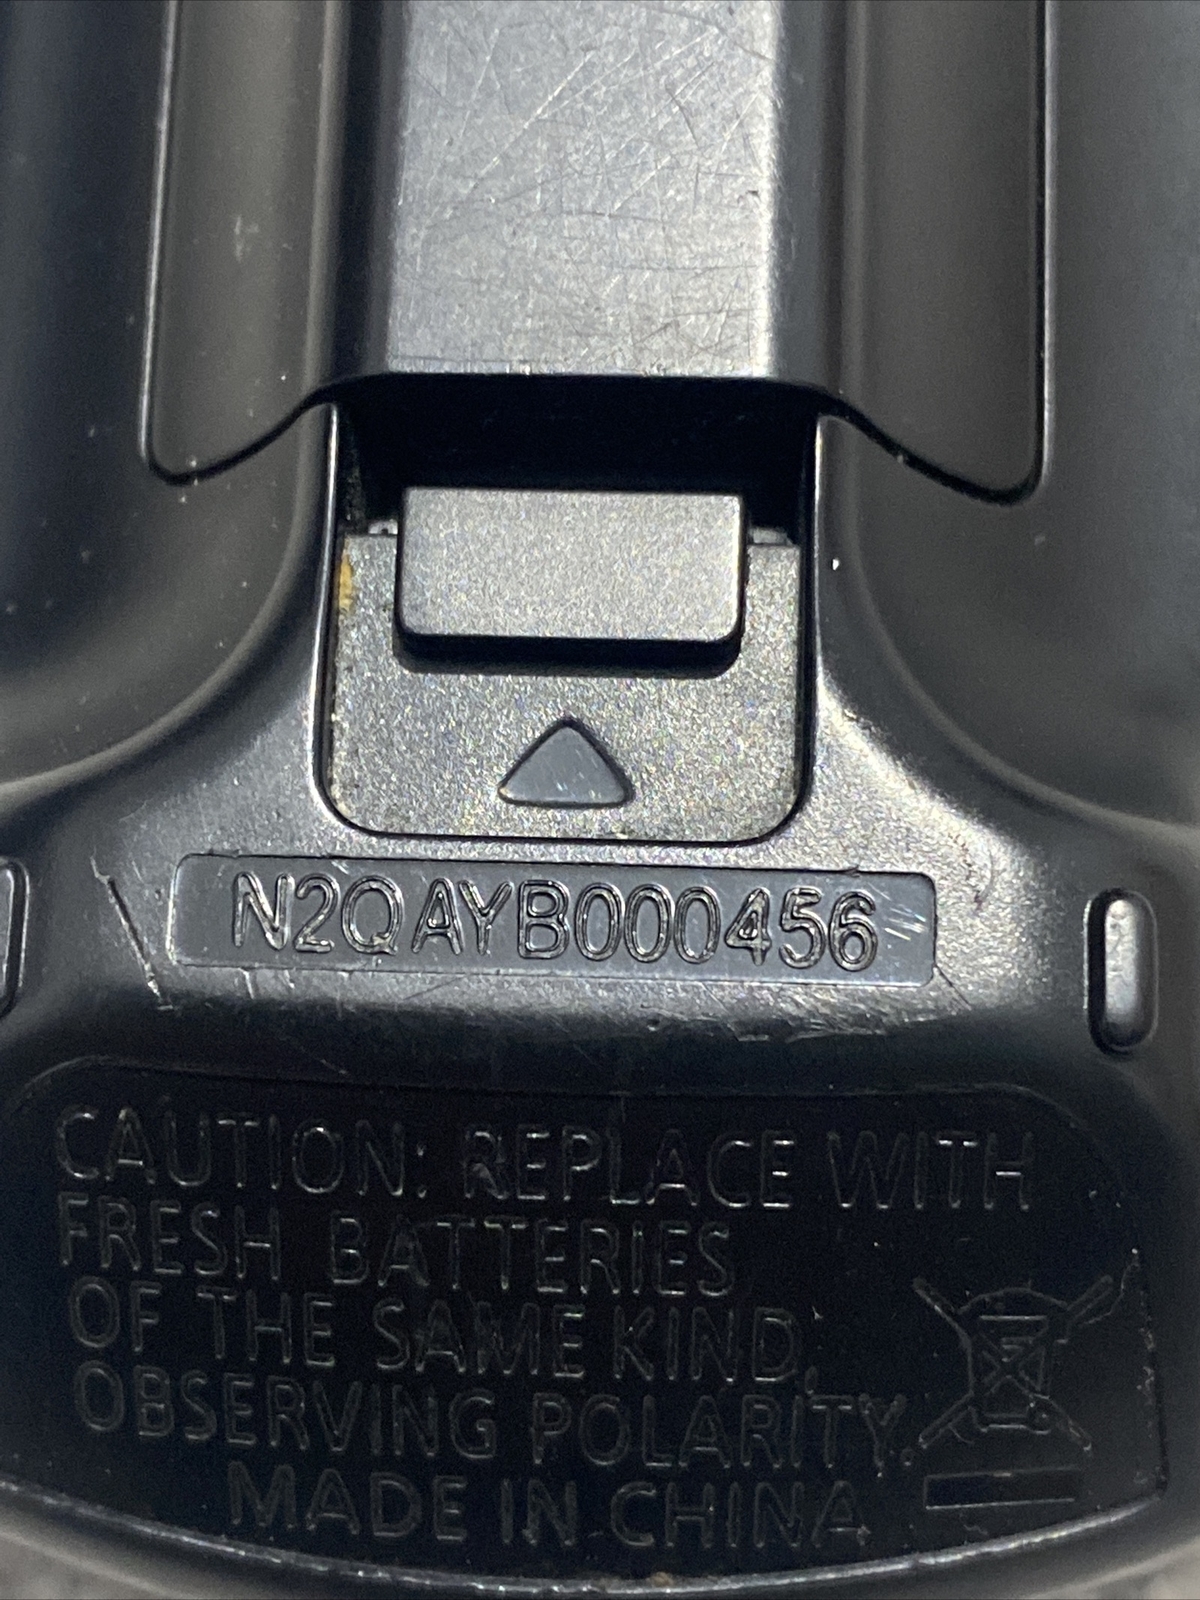 N2QAYB000456
CAUTION: REPLACE WITH
FRESH BATTERIES
OF THE SAME KIND,
OBSERVING POLARITY.
MADE IN CHINA